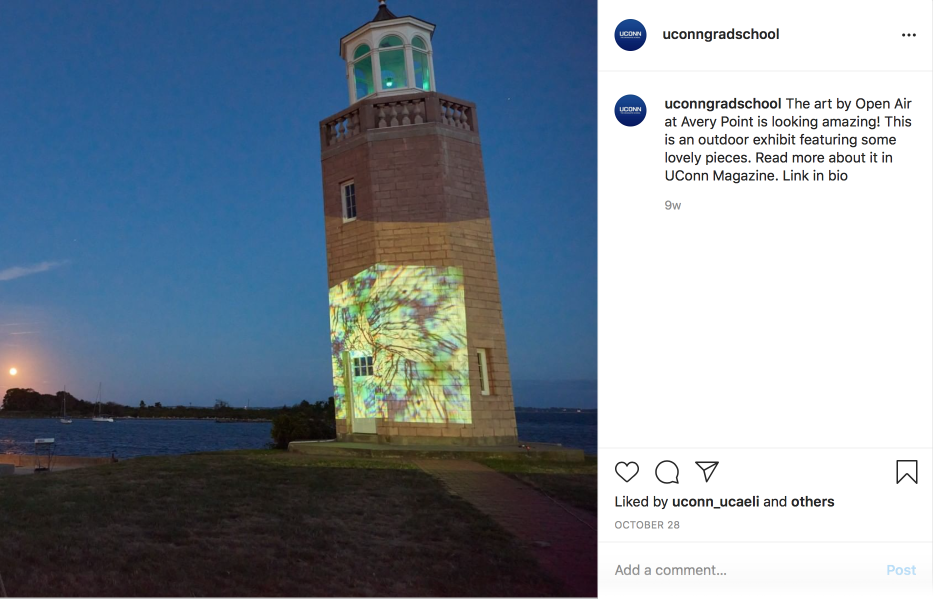 UCONN
uconngradschool
UCONN
uconngradschool The art by Open Air
at Avery Point is looking amazing! This
is an outdoor exhibit featuring some
lovely pieces. Read more about it in
UConn Magazine. Link in bio
9w
Liked by uconn_ucaeli and others
OCTOBER 28
Add a comment... Post